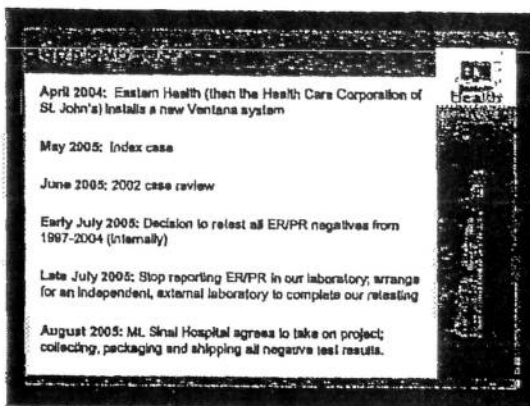 April 2004: Eastern Health (then the Health Care Corporation of
St. John's) installs a new Ventana system
May 2005: Index case
June 2005: 2002 case review
Early July 2005: Decision to retest all ER/PR negatives from
1997-2004 (internally)
Late July 2005: Stop reporting ER/PR in our laboratory; arrange
for an independent, external laboratory to complete our retesting
August 2005: Mt. Sinai Hospital agrees to take on project;
collecting, packaging and shipping all negative test results.
Eastern
Health